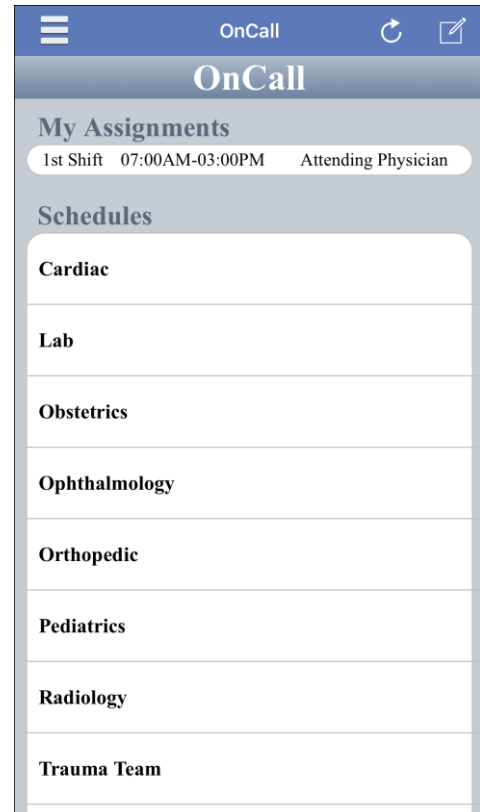 OnCall
OnCall
My Assignments
1st Shift 07:00AM-03:00PM Attending Physician
Schedules
Cardiac
Lab
Obstetrics
Ophthalmology
Orthopedic
Pediatrics
Radiology
Trauma Team